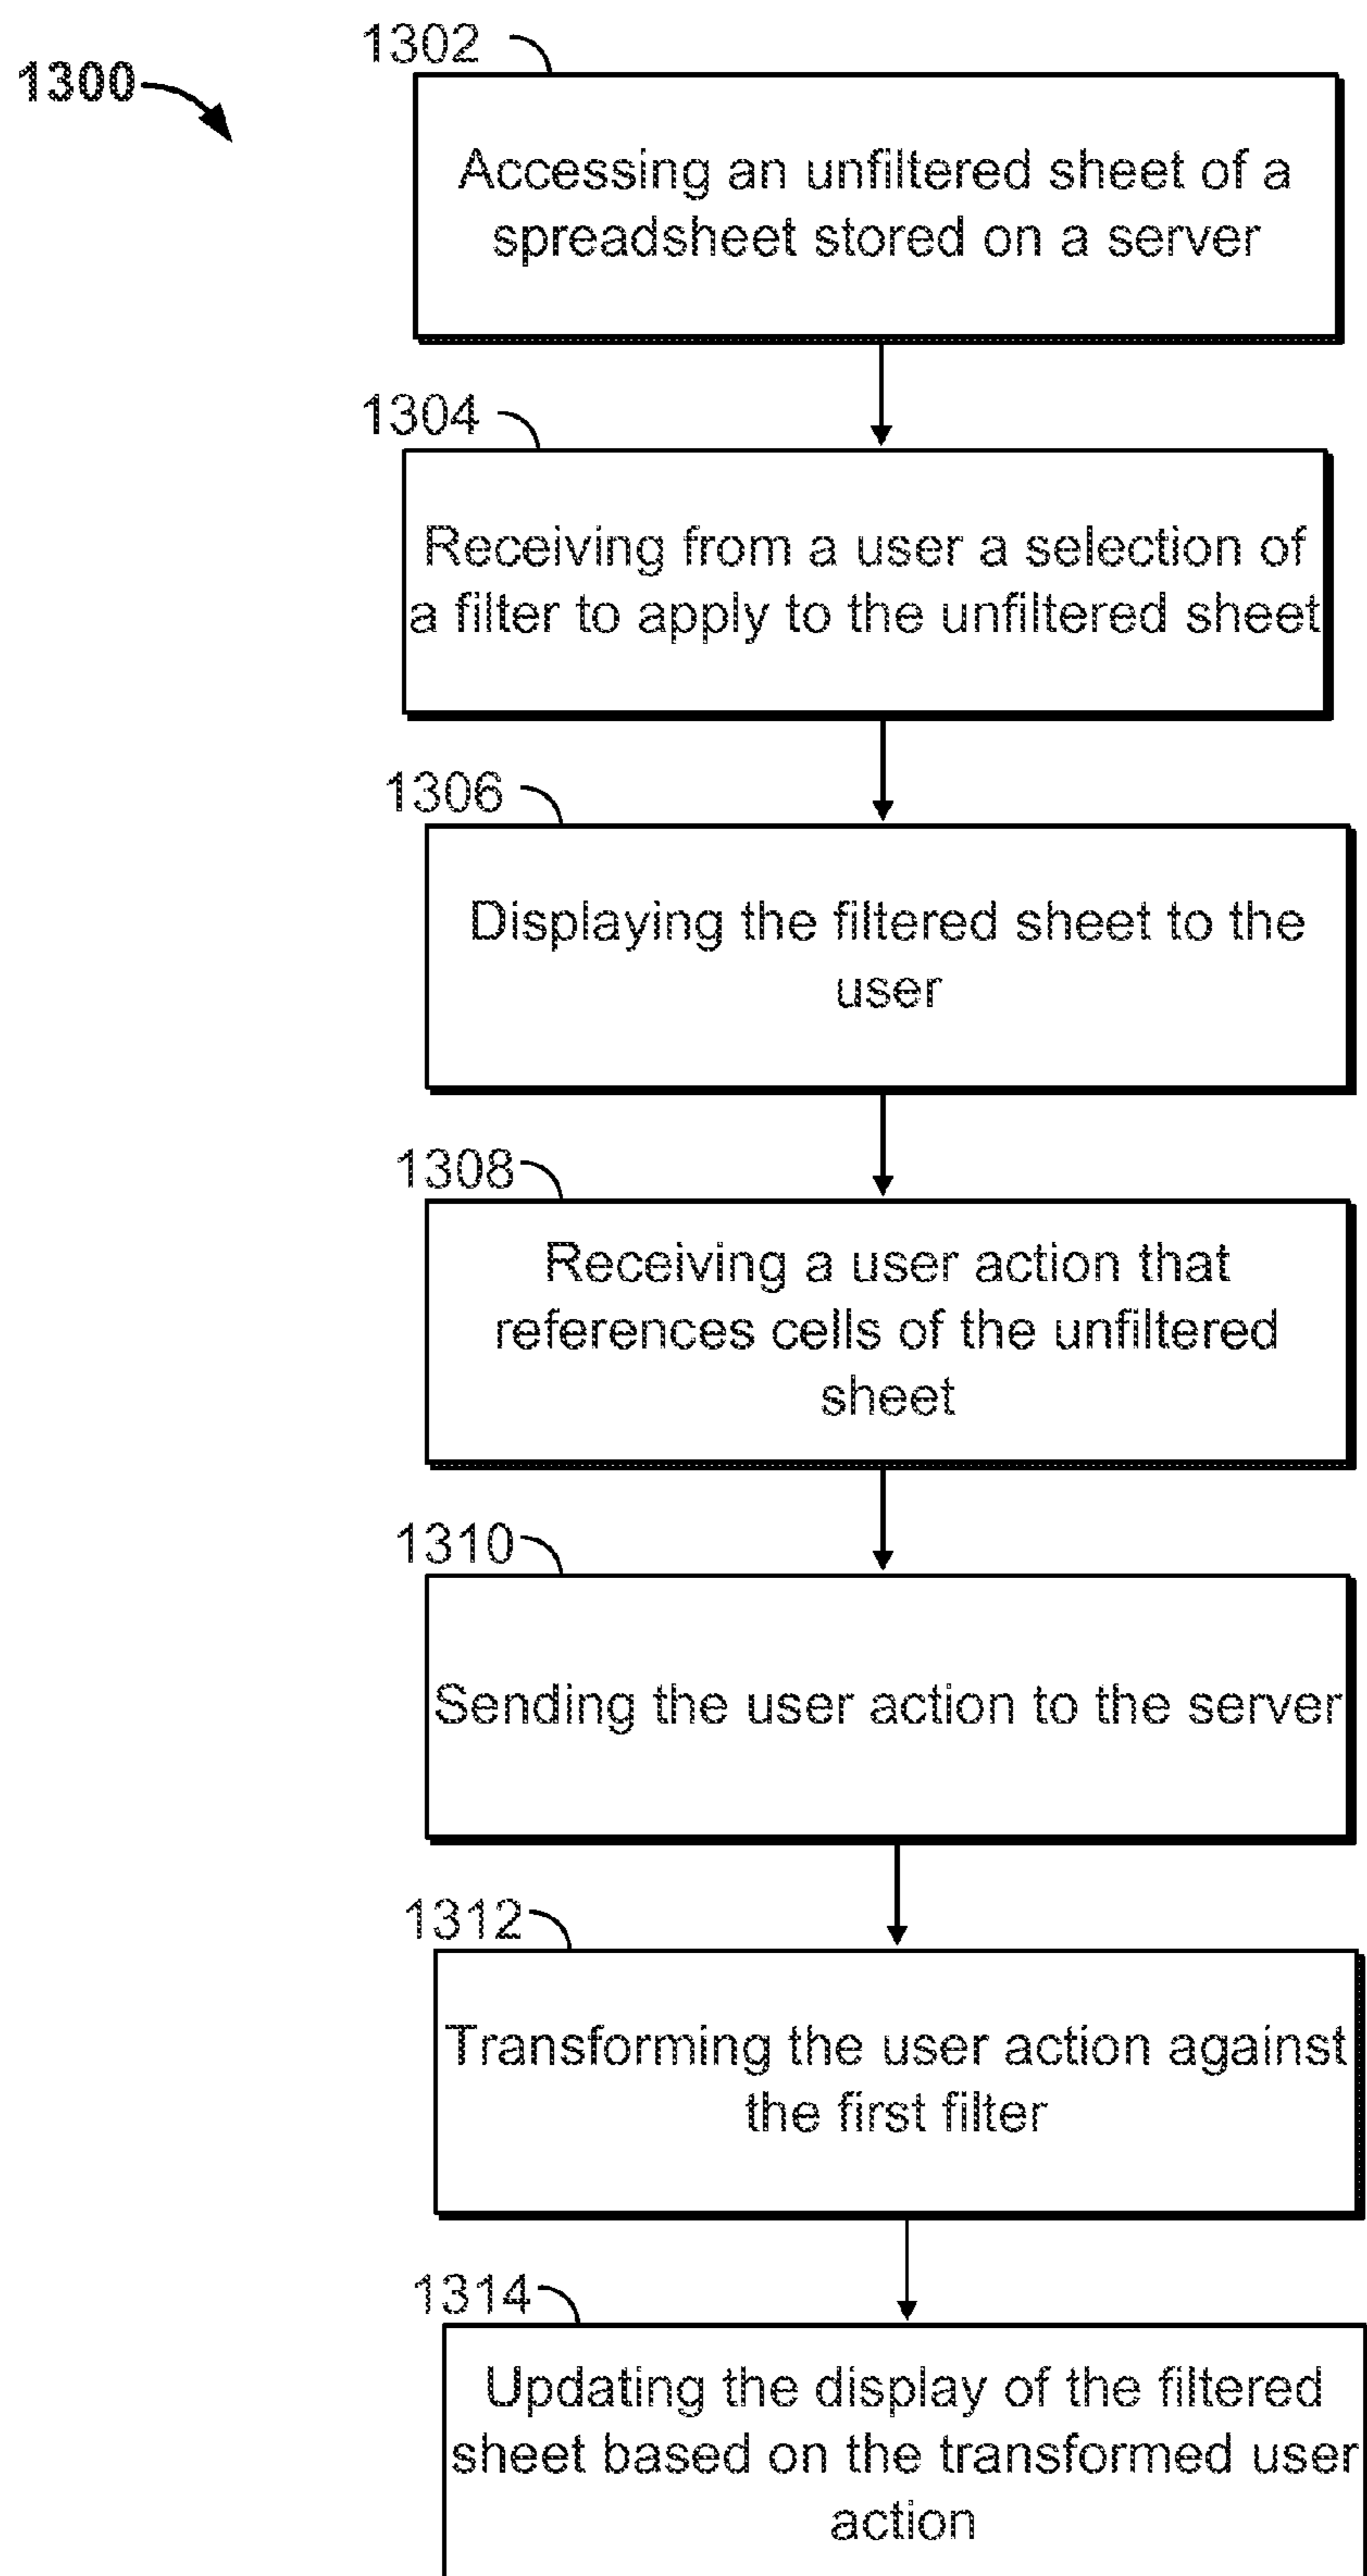 1300
1302
Accessing an unfiltered sheet of a
spreadsheet stored on a server
1304
Receiving from a user a selection of
a filter to apply to the unfiltered sheet
1306
Displaying the filtered sheet to the
user
1308
Receiving a user action that
references cells of the unfiltered
sheet
1310
Sending the user action to the server
1312
Transforming the user action against
the first filter
1314
Updating the display of the filtered
sheet based on the transformed user
action